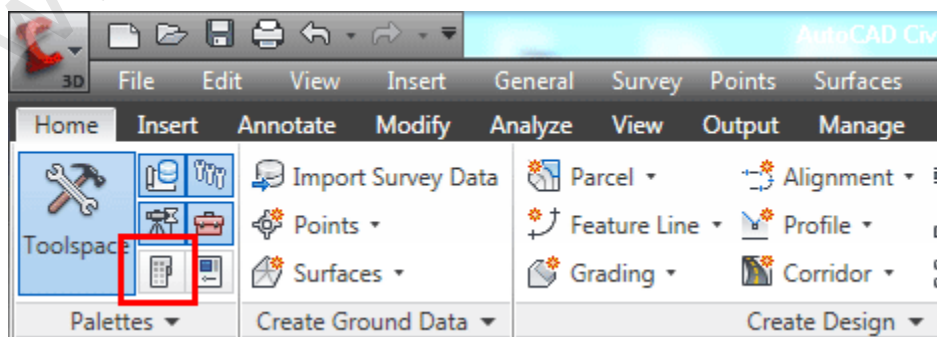 AutoCAD Civ
3D File Edit View Insert General Survey Points Surfaces
Home Insert Annotate Modify Analyze View Output Manage
Import Survey Data Parcel Alignment
Toolspace Points Feature Line Profile
Surfaces Grading Corridor
Palettes Create Ground Data Create Design